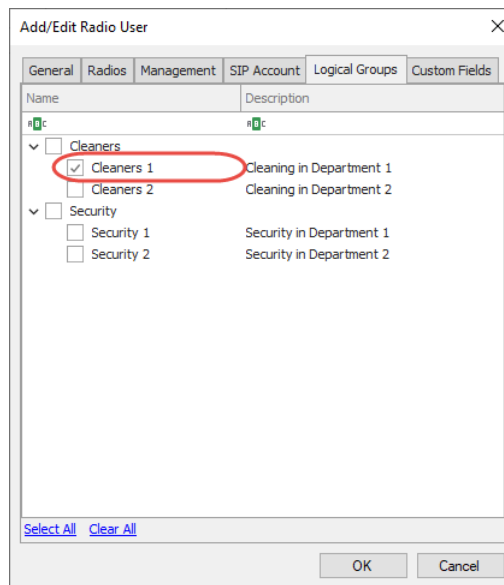 Add/Edit Radio User
General Radios Management SIP Account Logical Groups Custom Fields
Name Description
ABC ABC
Cleaners
Cleaners 1 Cleaning in Department 1
Cleaners 2 Cleaning in Department 2
Security
Security 1 Security in Department 1
Security 2 Security in Department 2
Select All Clear All
OK Cancel